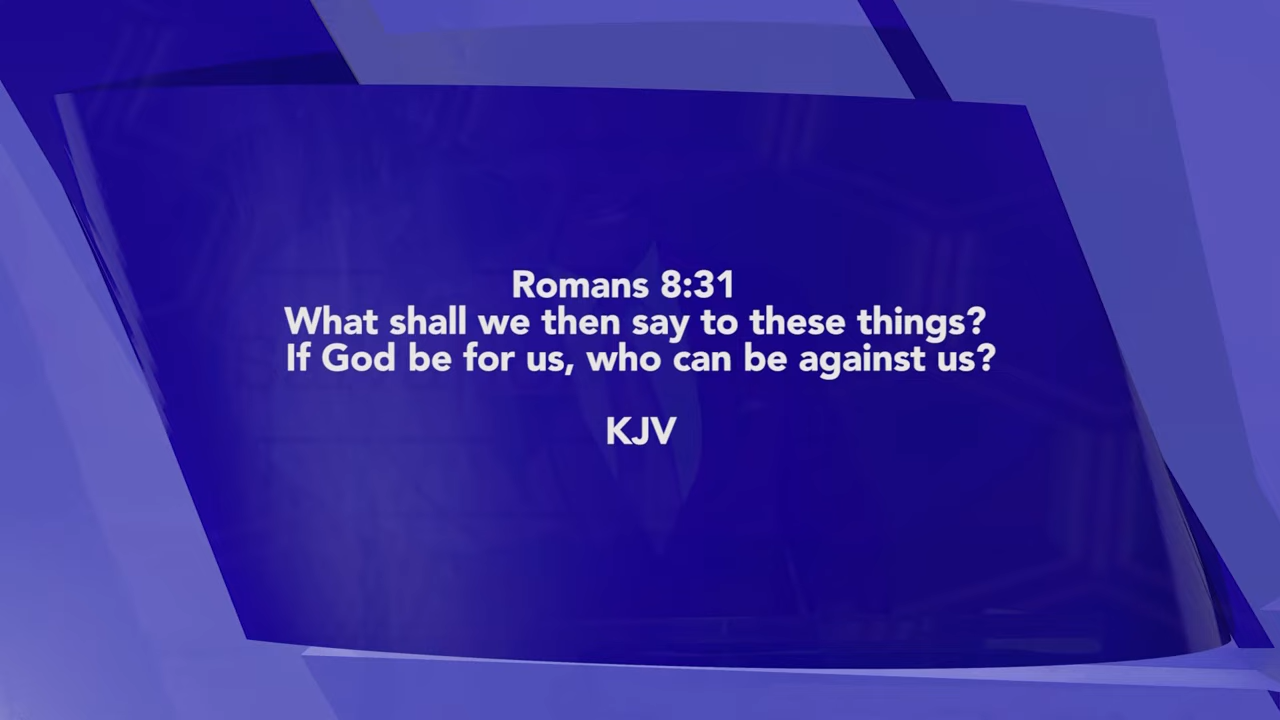 Romans 8:31
What shall we then say to these things?
If God be for us, who can be against us?
KJV